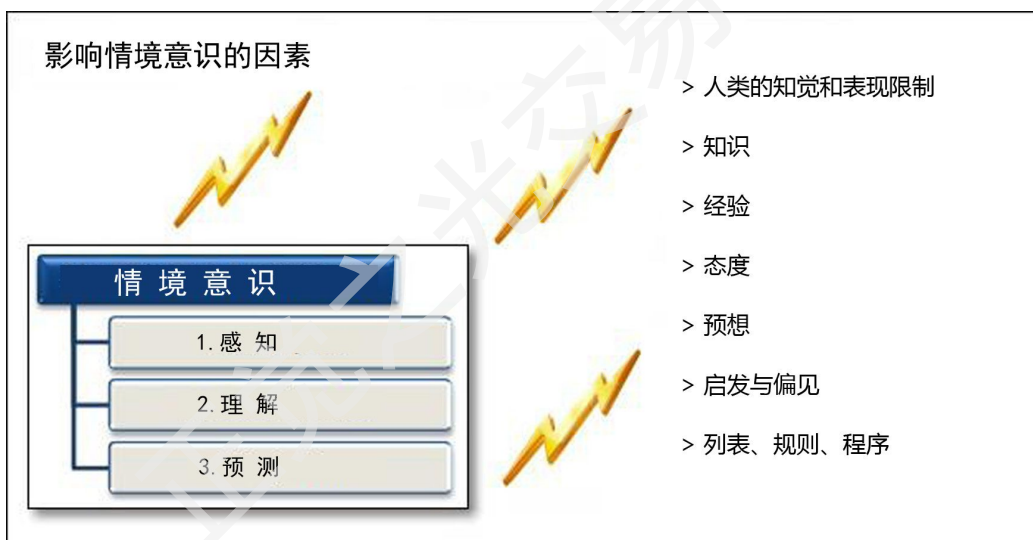 影响情境意识的因素
> 人类的知觉和表现限制
> 知识
> 经验
> 态度
> 预想
> 启发与偏见
> 列表、规则、程序
情 境 意 识
1.感 知
2.理 解
3.预 测